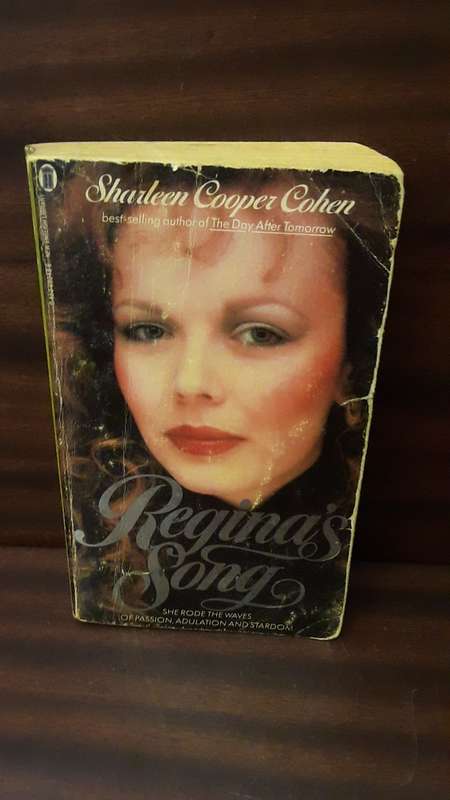 Sharleen Cooper Cohen
best-selling author of The Day After Tomorrow
Regina's
Song
SHE RODE THE WAVES
OF PASSION, ADULATION AND STARDOM